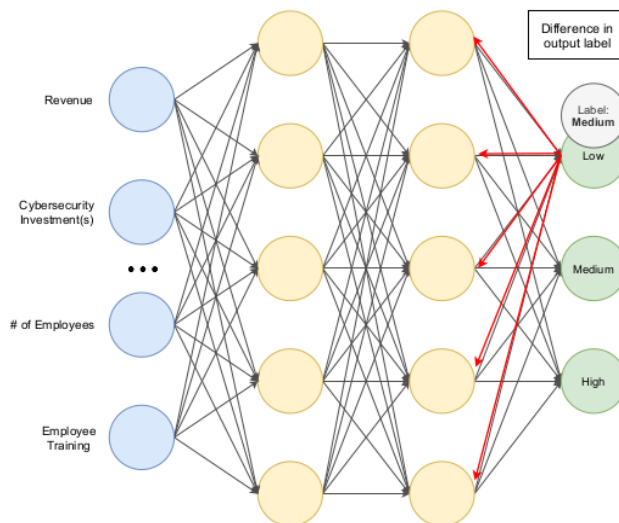 Difference in
output label
Revenue
Label:
Medium
Low
Cybersecurity
Investment(s)
Medium
# of Employees
High
Employee
Training